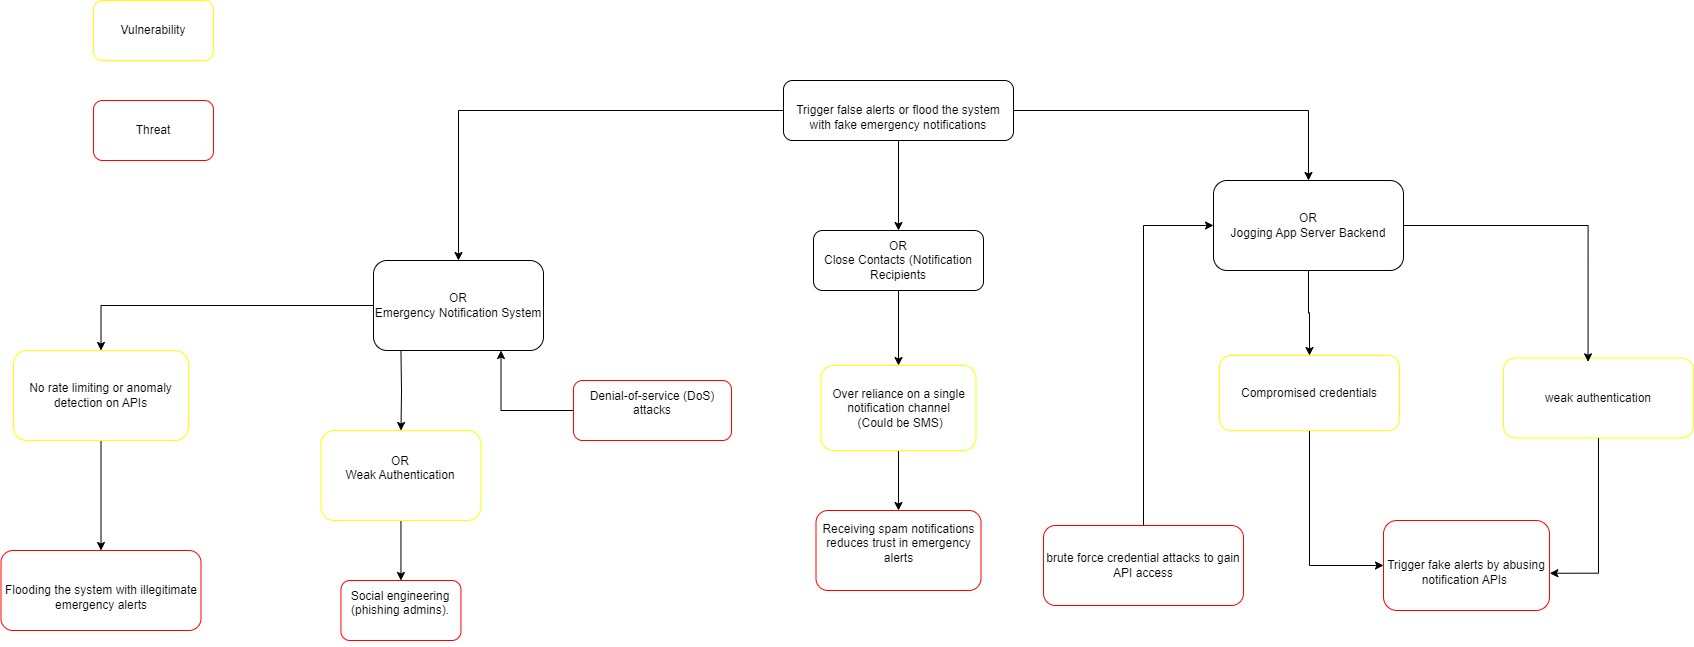 Vulnerability
Threat
Trigger false alerts or flood the system
with fake emergency notifications
OR
Emergency Notification System
OR
Close Contacts (Notification
Recipients
OR
Jogging App Server Backend
No rate limiting or anomaly
detection on APIs
OR
Weak Authentication
Denial-of-service (DoS)
attacks
Over reliance on a single
notification channel
(Could be SMS)
Compromised credentials
weak authentication
Flooding the system with illegitimate
emergency alerts
Social engineering
(phishing admins).
Receiving spam notifications
reduces trust in emergency
alerts
brute force credential attacks to gain
API access
Trigger fake alerts by abusing
notification APIs